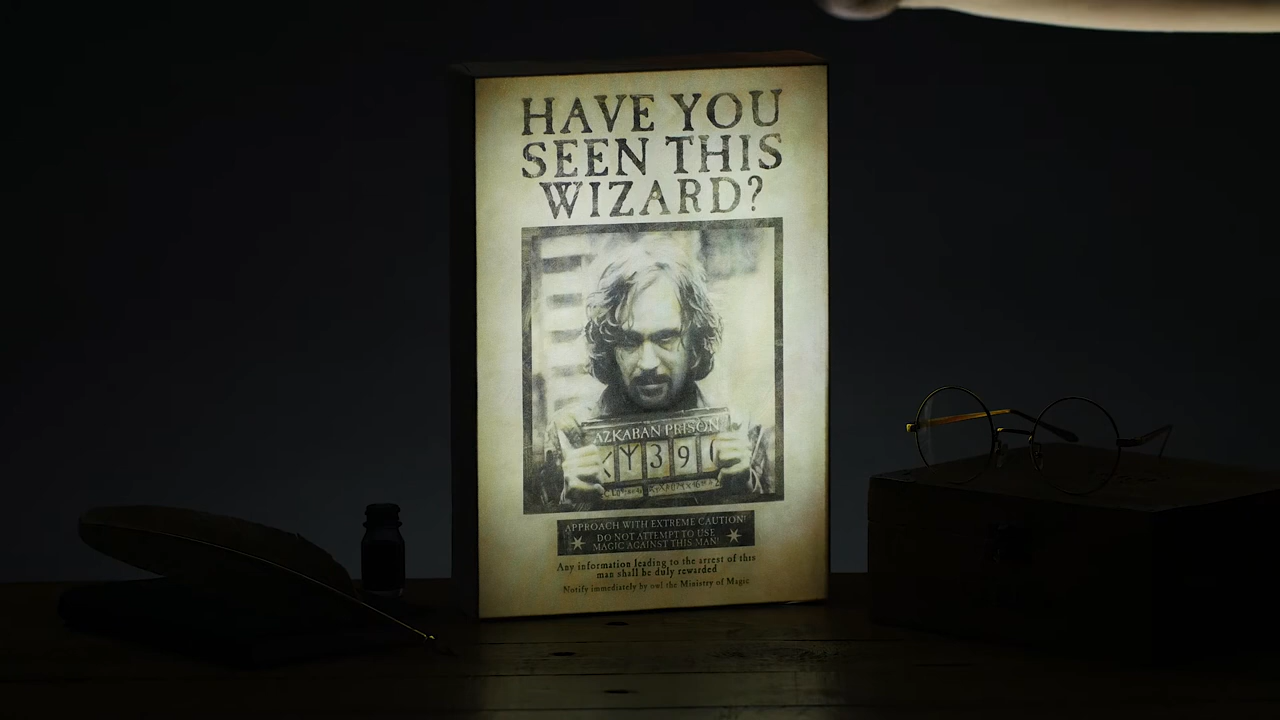 HAVE YOU
SEEN THIS
WIZARD?
AZKABAN PRISON
390
APPROACH WITH EXTREME CAUTION!
DO NOT ATTEMPT TO USE
MAGIC AGAINST THIS MAN!
Any information leading to the arrest of this
man shall be duly rewarded
Notify immediately by owl the Ministry of Magic